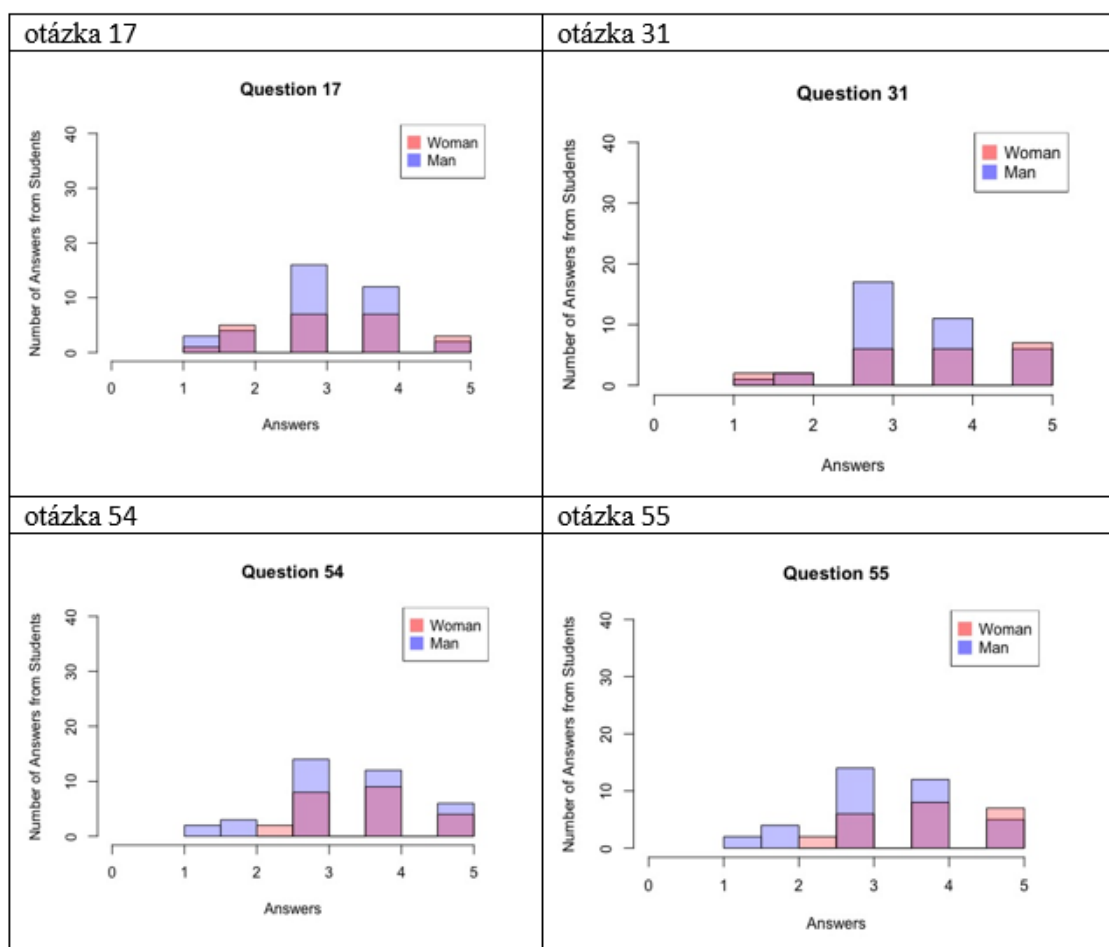 otázka 17
otázka 31
Question 17
Number of Answers from Students
40
30
20
10
0
Woman
Man
0 1 2 3 4 5
Answers
Question 31
Number of Answers from Students
40
30
20
10
0
Woman
Man
0 1 2 3 4 5
Answers
otázka 54
otázka 55
Question 54
Number of Answers from Students
40
30
20
10
0
Woman
Man
0 1 2 3 4 5
Answers
Question 55
Number of Answers from Students
40
30
20
10
0
Woman
Man
0 1 2 3 4 5
Answers